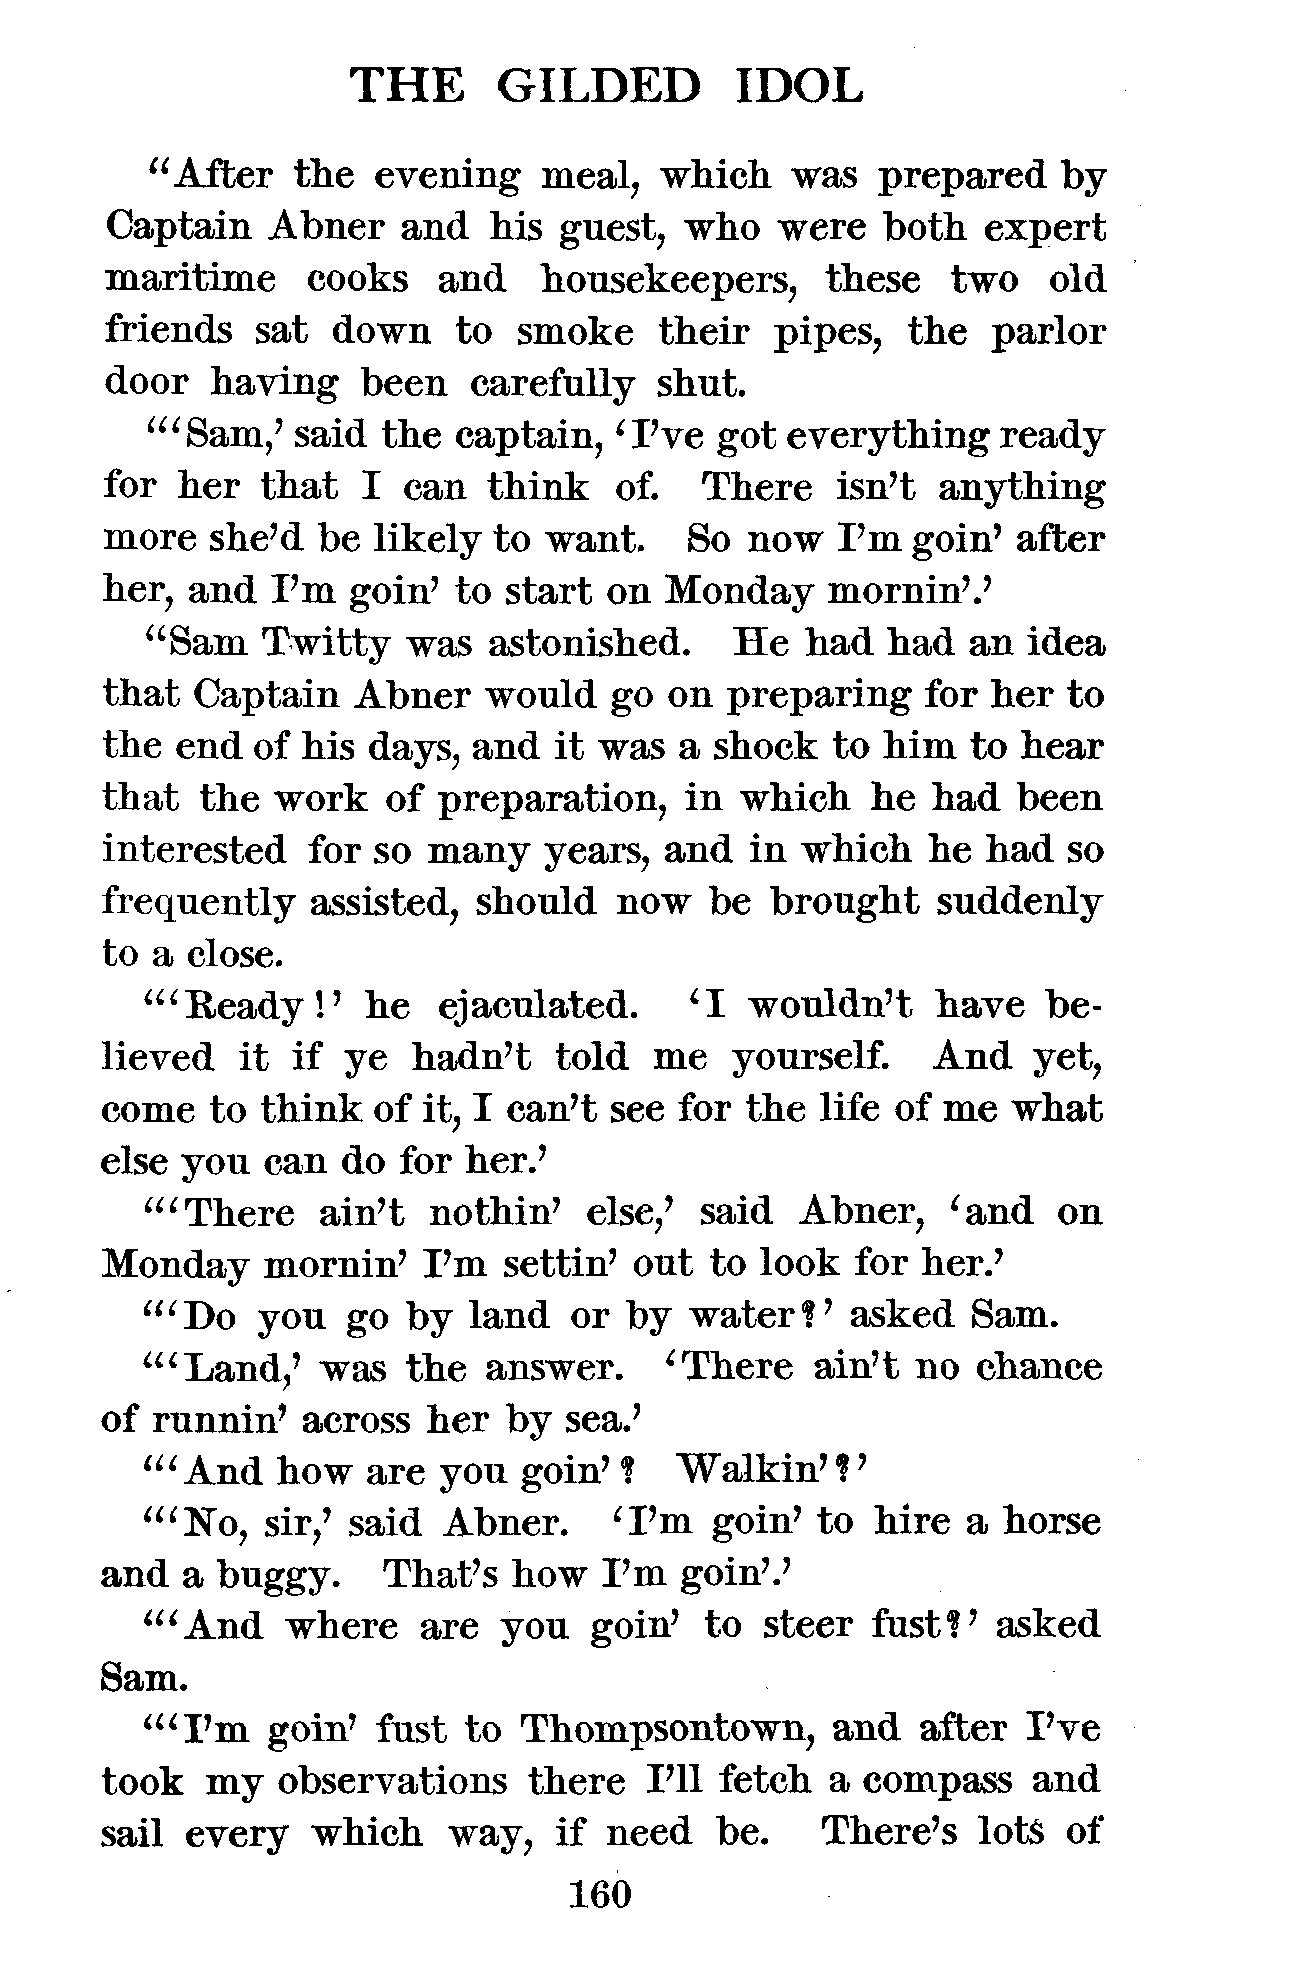 THE GILDED IDOL
“After the evening meal, which was prepared by
Captain Abner and his guest, who were both expert
maritime cooks and housekeepers, these two old
friends sat down to smoke their pipes, the parlor
door having been carefully shut.
“‘Sam,’ said the captain, ‘I’ve got everything ready
for her that I can think of. There isn’t anything
more she’d be likely to want. So now I’m goin’ after
her, and I’m goin’ to start on Monday mornin’.’
“Sam Twitty was astonished. He had had an idea
that Captain Abner would go on preparing for her to
the end of his days, and it was a shock to him to hear
that the work of preparation, in which he had been
interested for so many years, and in which he had so
frequently assisted, should now be brought suddenly
to a close.
“‘Ready!’ he ejaculated. ‘I wouldn’t have be-
lieved it if ye hadn’t told me yourself. And yet,
come to think of it, I can’t see for the life of me what
else you can do for her.’
“‘There ain’t nothin’ else,’ said Abner, ‘and on
Monday mornin’ I’m settin’ out to look for her.’
“‘Do you go by land or by water?’ asked Sam.
“‘Land,’ was the answer. ‘There ain’t no chance
of runnin’ across her by sea.’
“‘And how are you goin’? Walkin’?’
“‘No, sir,’ said Abner. ‘I’m goin’ to hire a horse
and a buggy. That’s how I’m goin’.’
“‘And where are you goin’ to steer fust?’ asked
Sam.
“‘I’m goin’ fust to Thompsontown, and after I’ve
took my observations there I’ll fetch a compass and
sail every which way, if need be. There’s lots of
160